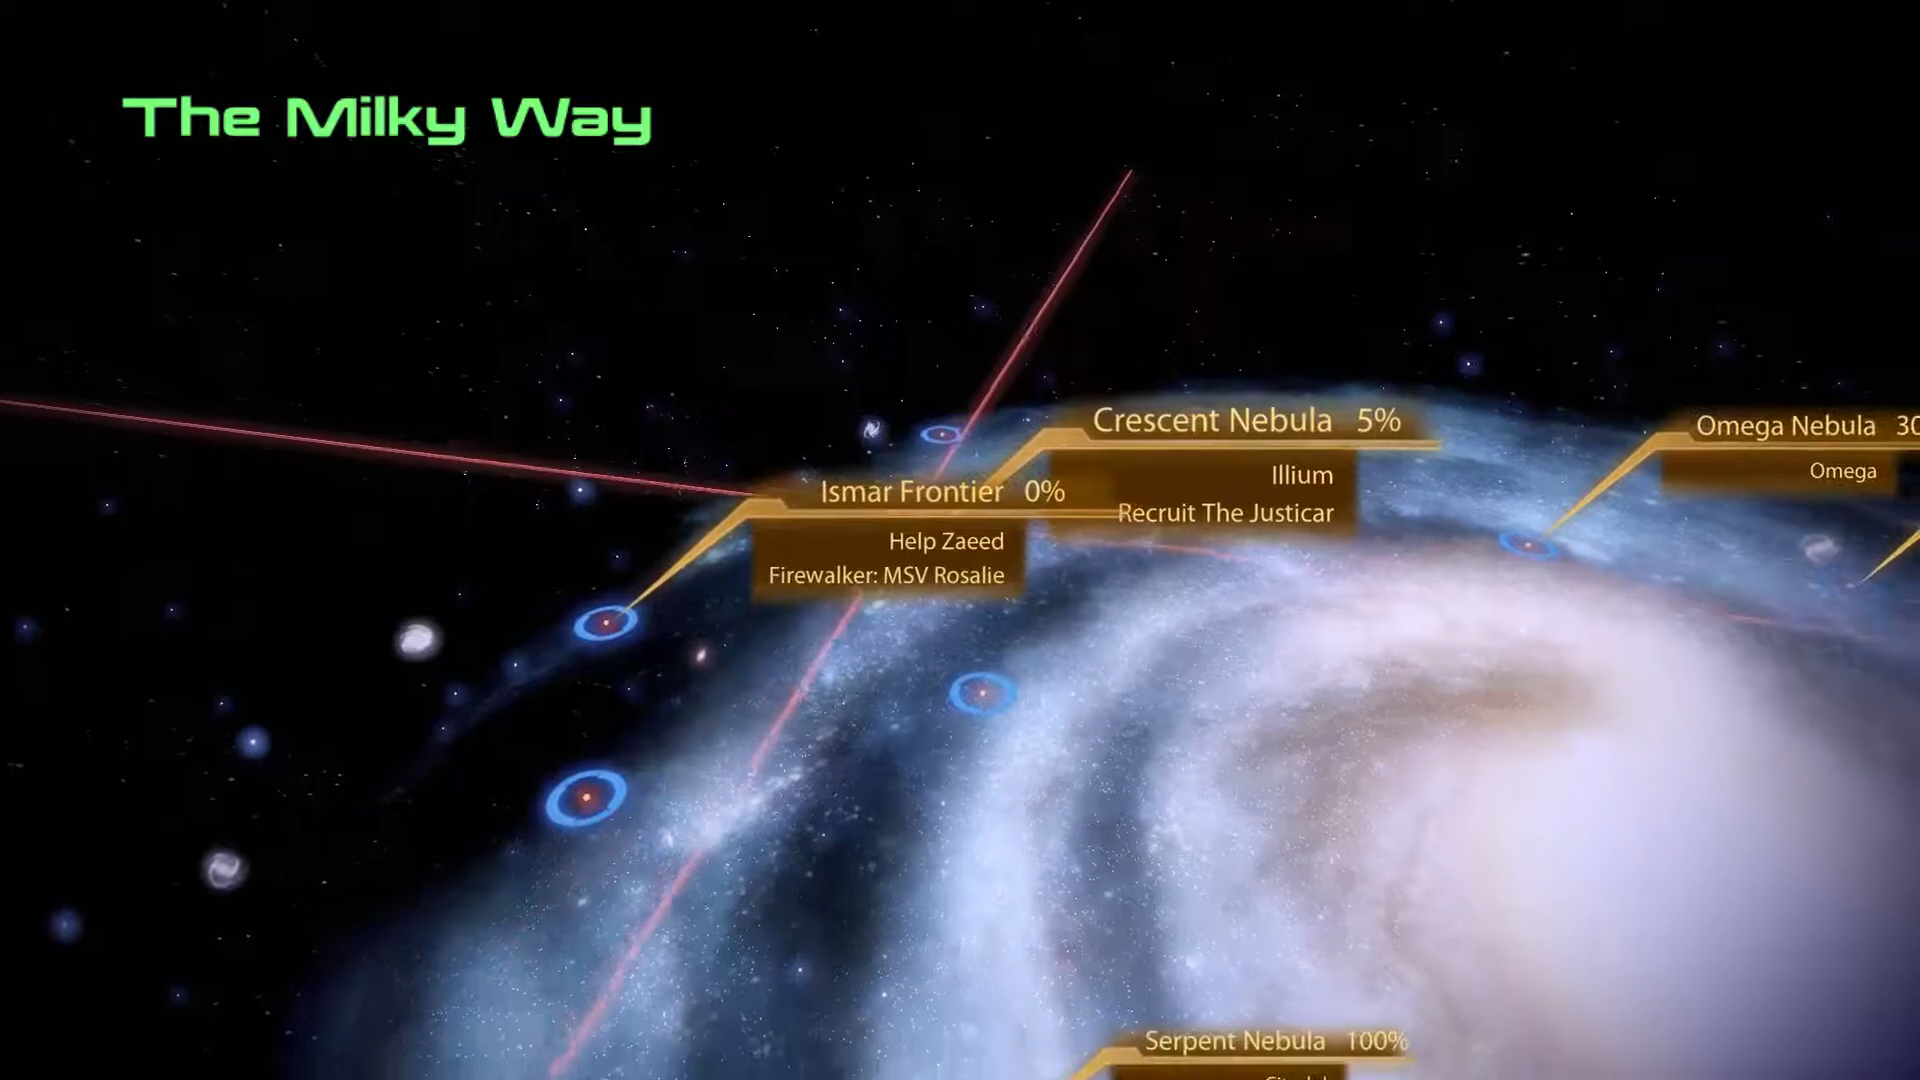 The Milky Way
Crescent Nebula 5%
Illium
Recruit The Justicar
Omega Nebula
Omega
Ismar Frontier 0%
Help Zaeed
Firewalker: MSV Rosalie
Serpent Nebula 100%